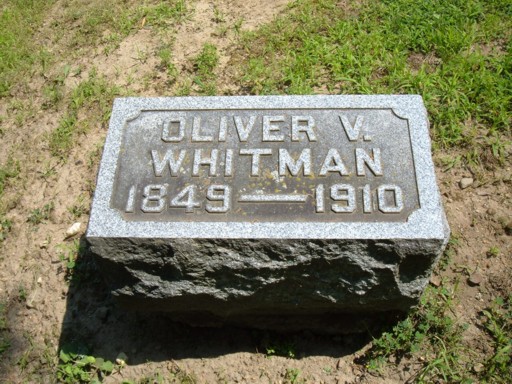 OLIVER V.
WHITMAN
1849 — 1910